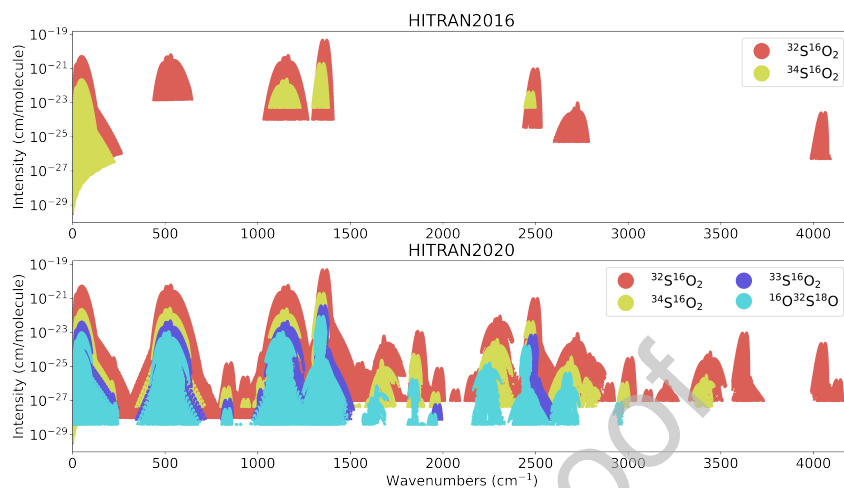 HITRAN2016
Intensity (cm/molecule)
10⁻¹⁹
10⁻²¹
10⁻²³
10⁻²⁵
10⁻²⁷
10⁻²⁹
³²S¹⁶O₂
³⁴S¹⁶O₂
0 500 1000 1500 2000 2500 3000 3500 4000
HITRAN2020
Intensity (cm/molecule)
10⁻¹⁹
10⁻²¹
10⁻²³
10⁻²⁵
10⁻²⁷
10⁻²⁹
³²S¹⁶O₂ ³³S¹⁶O₂
³⁴S¹⁶O₂ ¹⁶O³²S¹⁸O
0 500 1000 1500 2000 2500 3000 3500 4000
Wavenumbers (cm⁻¹)
oof